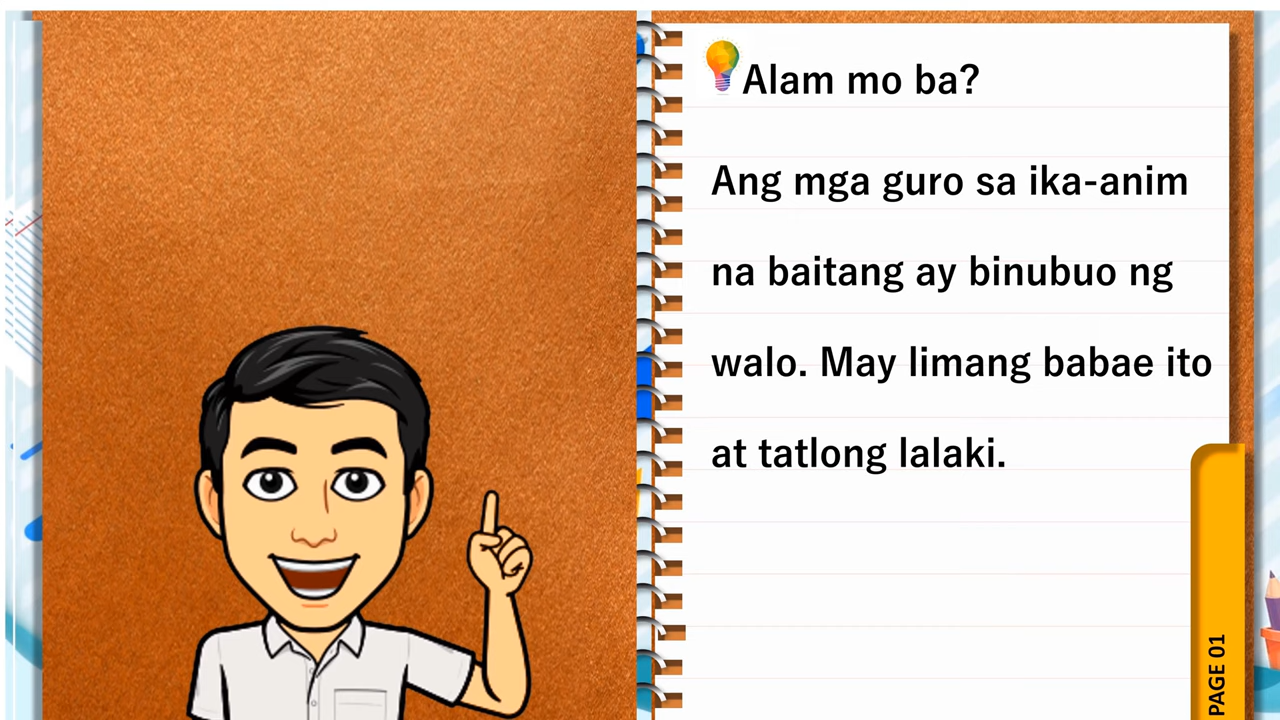 Alam mo ba?
Ang mga guro sa ika-anim
na baitang ay binubuo ng
walo. May limang babae ito
at tatlong lalaki.
PAGE 01